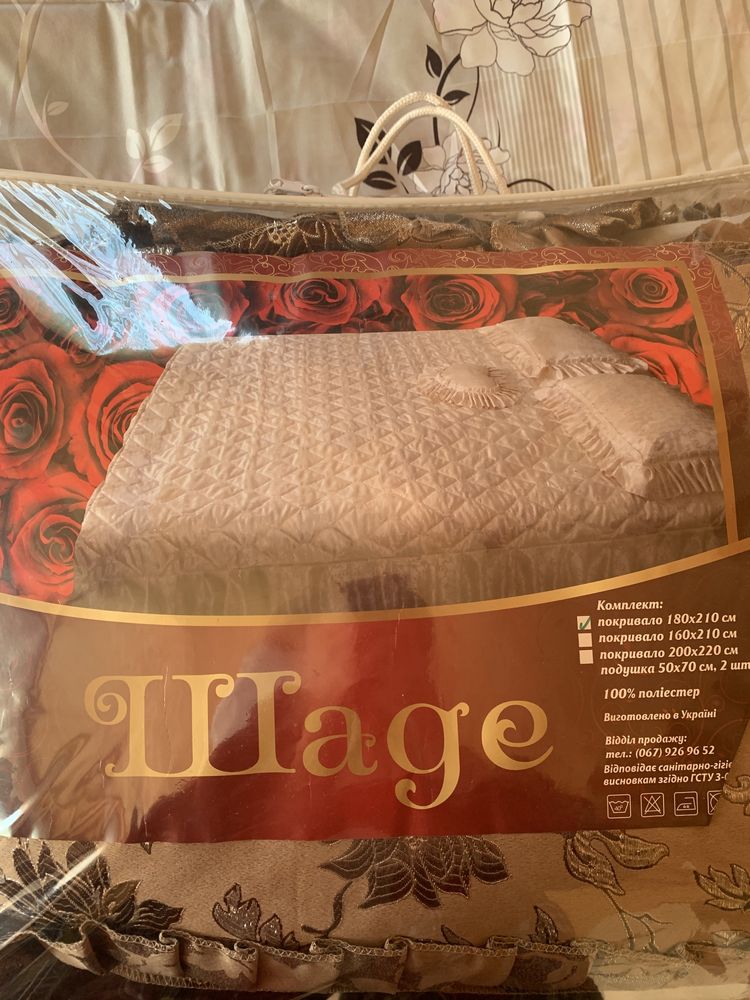 Комплект:
покривало 180х210 см
покривало 160х210 см
покривало 200х220 см
подушка 50х70 см, 2 шт
100% поліестер
Виготовлено в Україні
Відділ продажу:
тел.: (067) 926 96 52
Відповідає санітарно-гігіє
висновкам згідно ГСТУ 3-0
Шаде